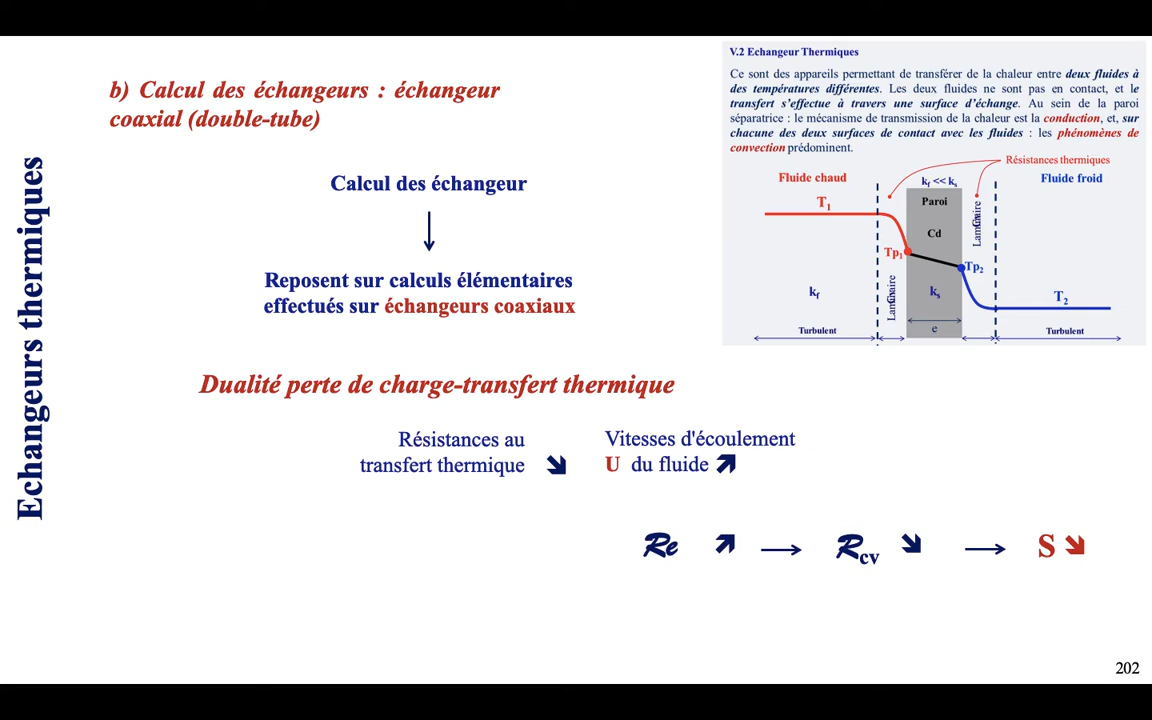 Echangeurs thermiques
b) Calcul des échangeurs : échangeur
coaxial (double-tube)
Calcul des échangeur
Reposent sur calculs élémentaires
effectués sur échangeurs coaxiaux
Dualité perte de charge-transfert thermique
Résistances au
transfert thermique
Vitesses d'écoulement
U du fluide
Re
Rcv
S
V.2 Echangeur Thermiques
Ce sont des appareils permettant de transférer de la chaleur entre deux fluides à
des températures différentes. Les deux fluides ne sont pas en contact, et le
transfert s'effectue à travers une surface d'échange. Au sein de la paroi
séparatrice : le mécanisme de transmission de la chaleur est la conduction, et, sur
chacune des deux surfaces de contact avec les fluides : les phénomènes de
convection prédominent.
Résistances thermiques
Fluide chaud
kf << ks
Fluide froid
T1
Paroi
Cd
Laminaire
Tp1
Tp2
kf
Laminaire
ks
T2
e
Turbulent
Turbulent
202